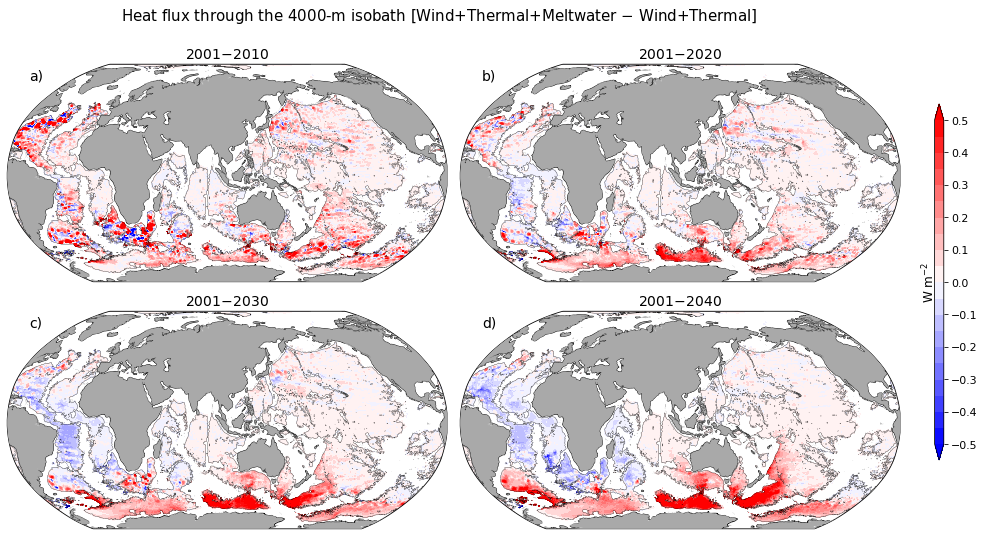 Heat flux through the 4000-m isobath [Wind+Thermal+Meltwater − Wind+Thermal]
2001−2010
2001−2020
a)
b)
2001−2030
2001−2040
c)
d)
0.5
0.4
0.3
0.2
0.1
0.0
−0.1
−0.2
−0.3
−0.4
−0.5
W m⁻²